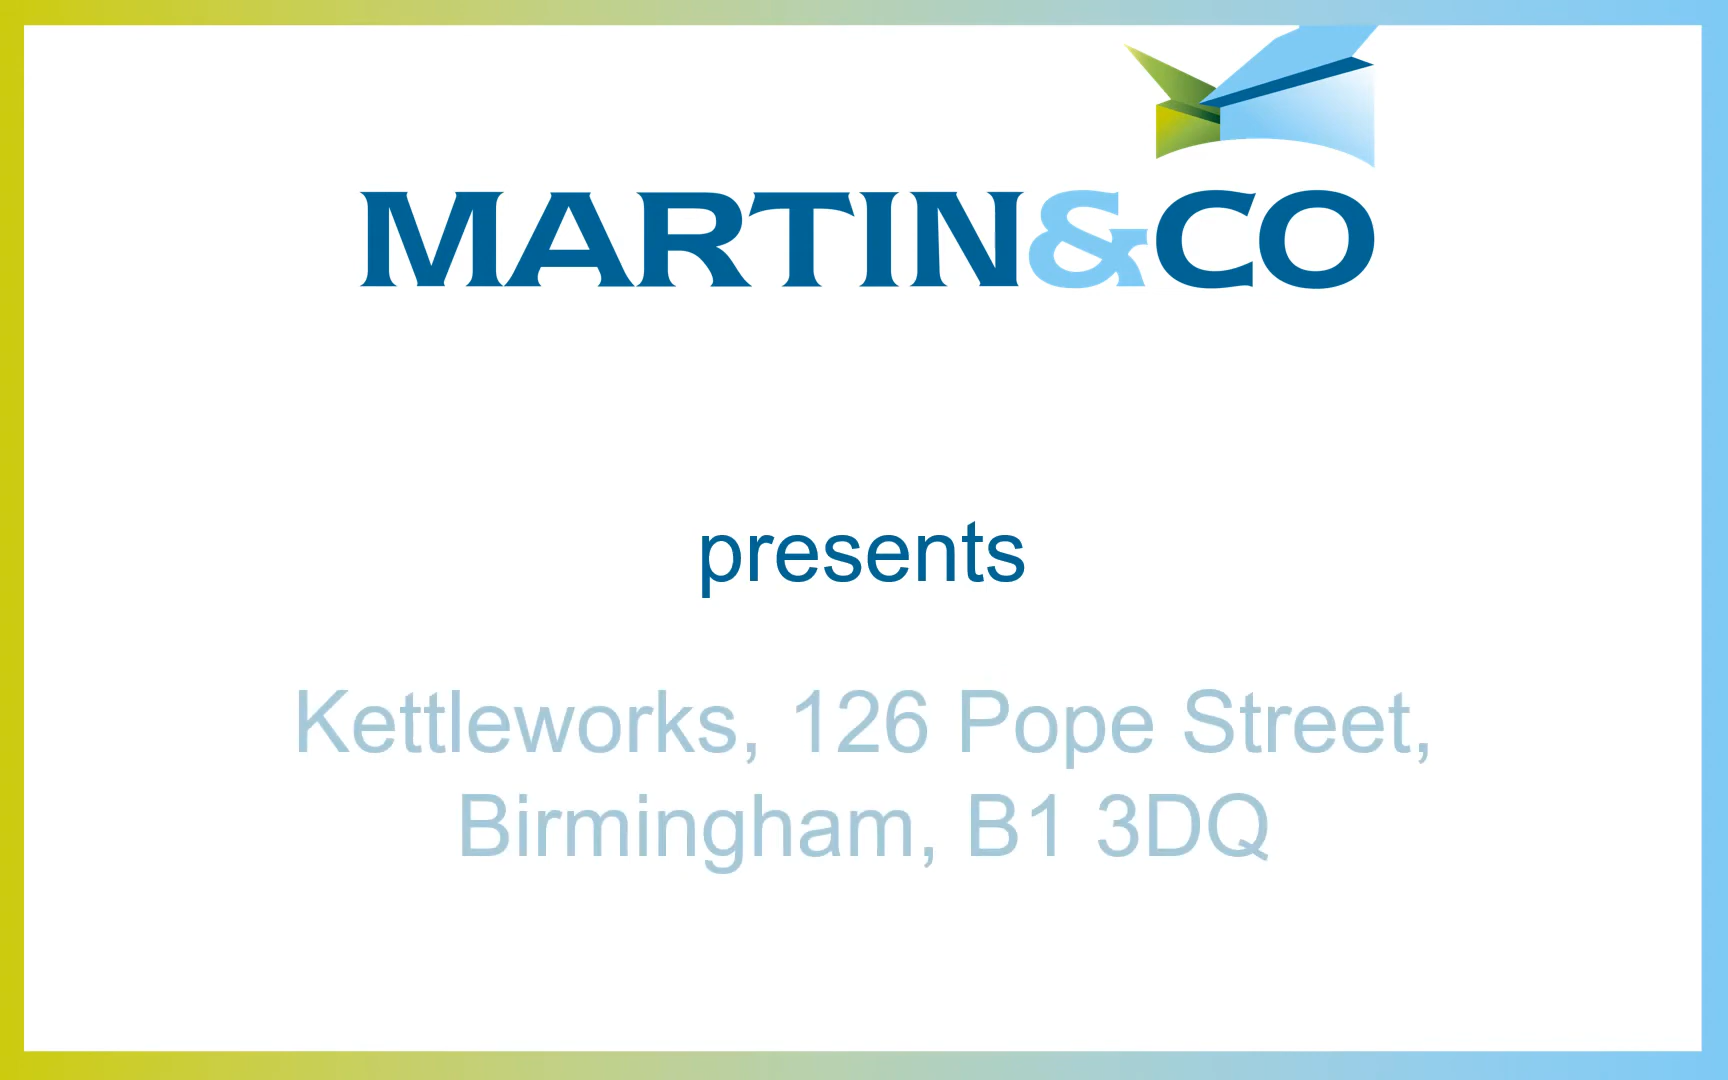 MARTIN&CO
presents
Kettleworks, 126 Pope Street,
Birmingham, B1 3DQ